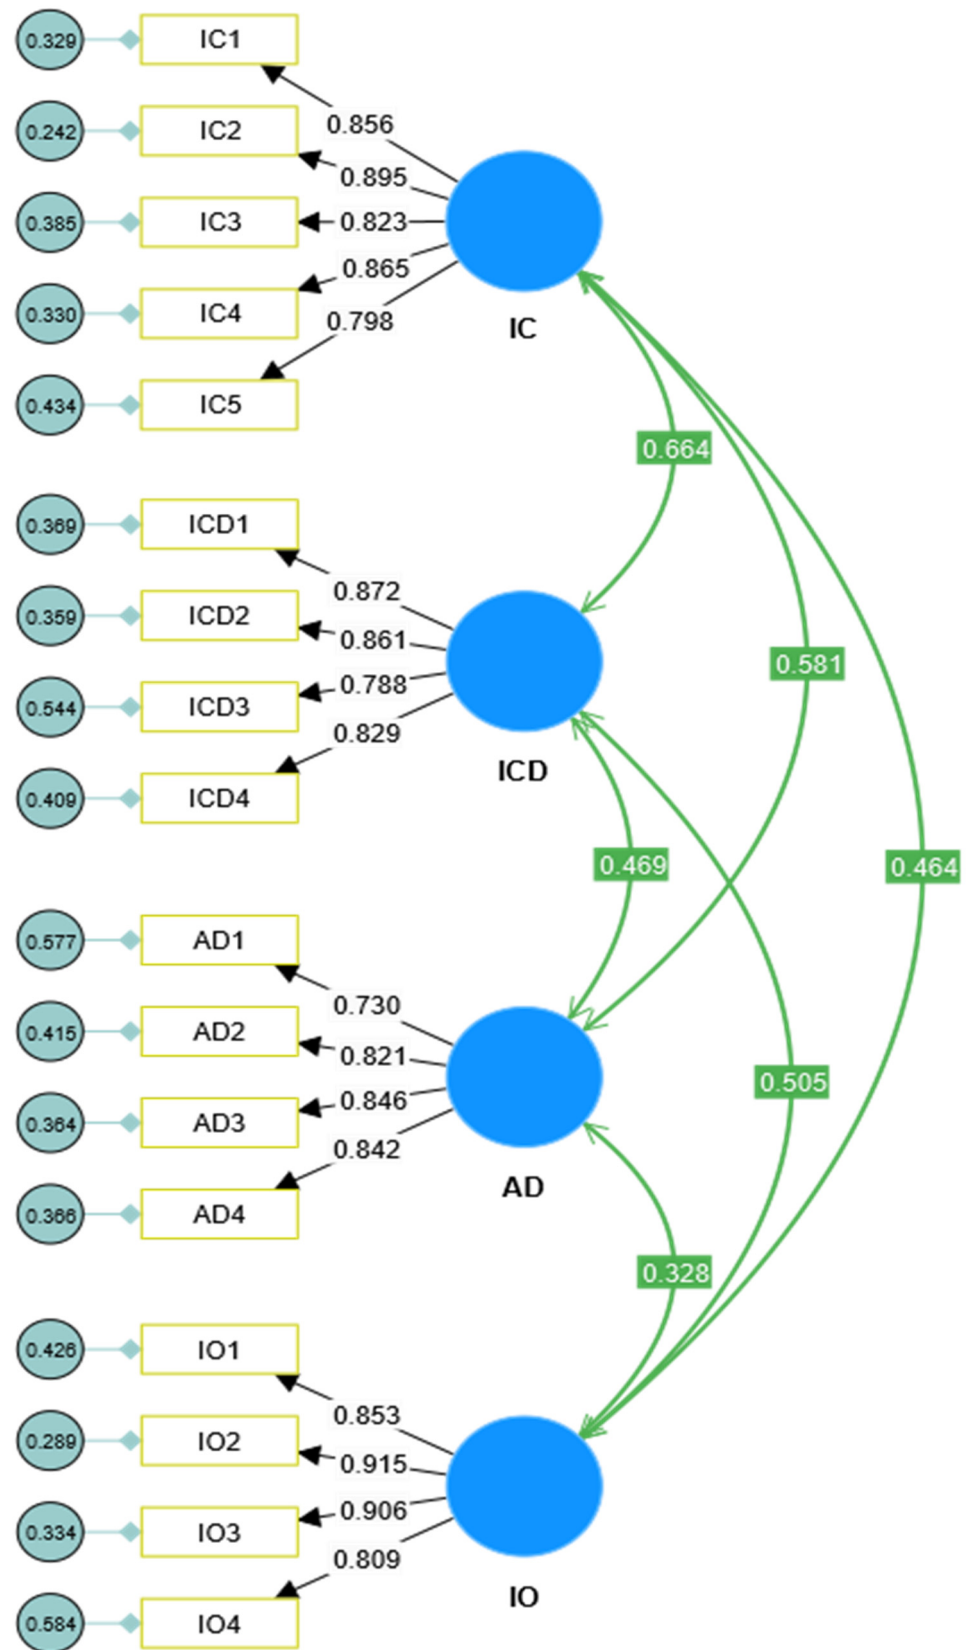 0.329 IC1
0.856
0.242 IC2
0.895
0.385 IC3 0.823
0.865
0.330 IC4
0.798
IC
0.434 IC5
0.664
0.369 ICD1
0.872
0.359 ICD2
0.861
0.581
0.788
0.544 ICD3
0.829
ICD
0.409 ICD4
0.469
0.464
0.577 AD1
0.730
0.415 AD2
0.821
0.505
0.846
0.364 AD3
0.842
AD
0.366 AD4
0.328
0.426 IO1
0.853
0.289 IO2
0.915
0.906
0.334 IO3
0.809
IO
0.584 IO4